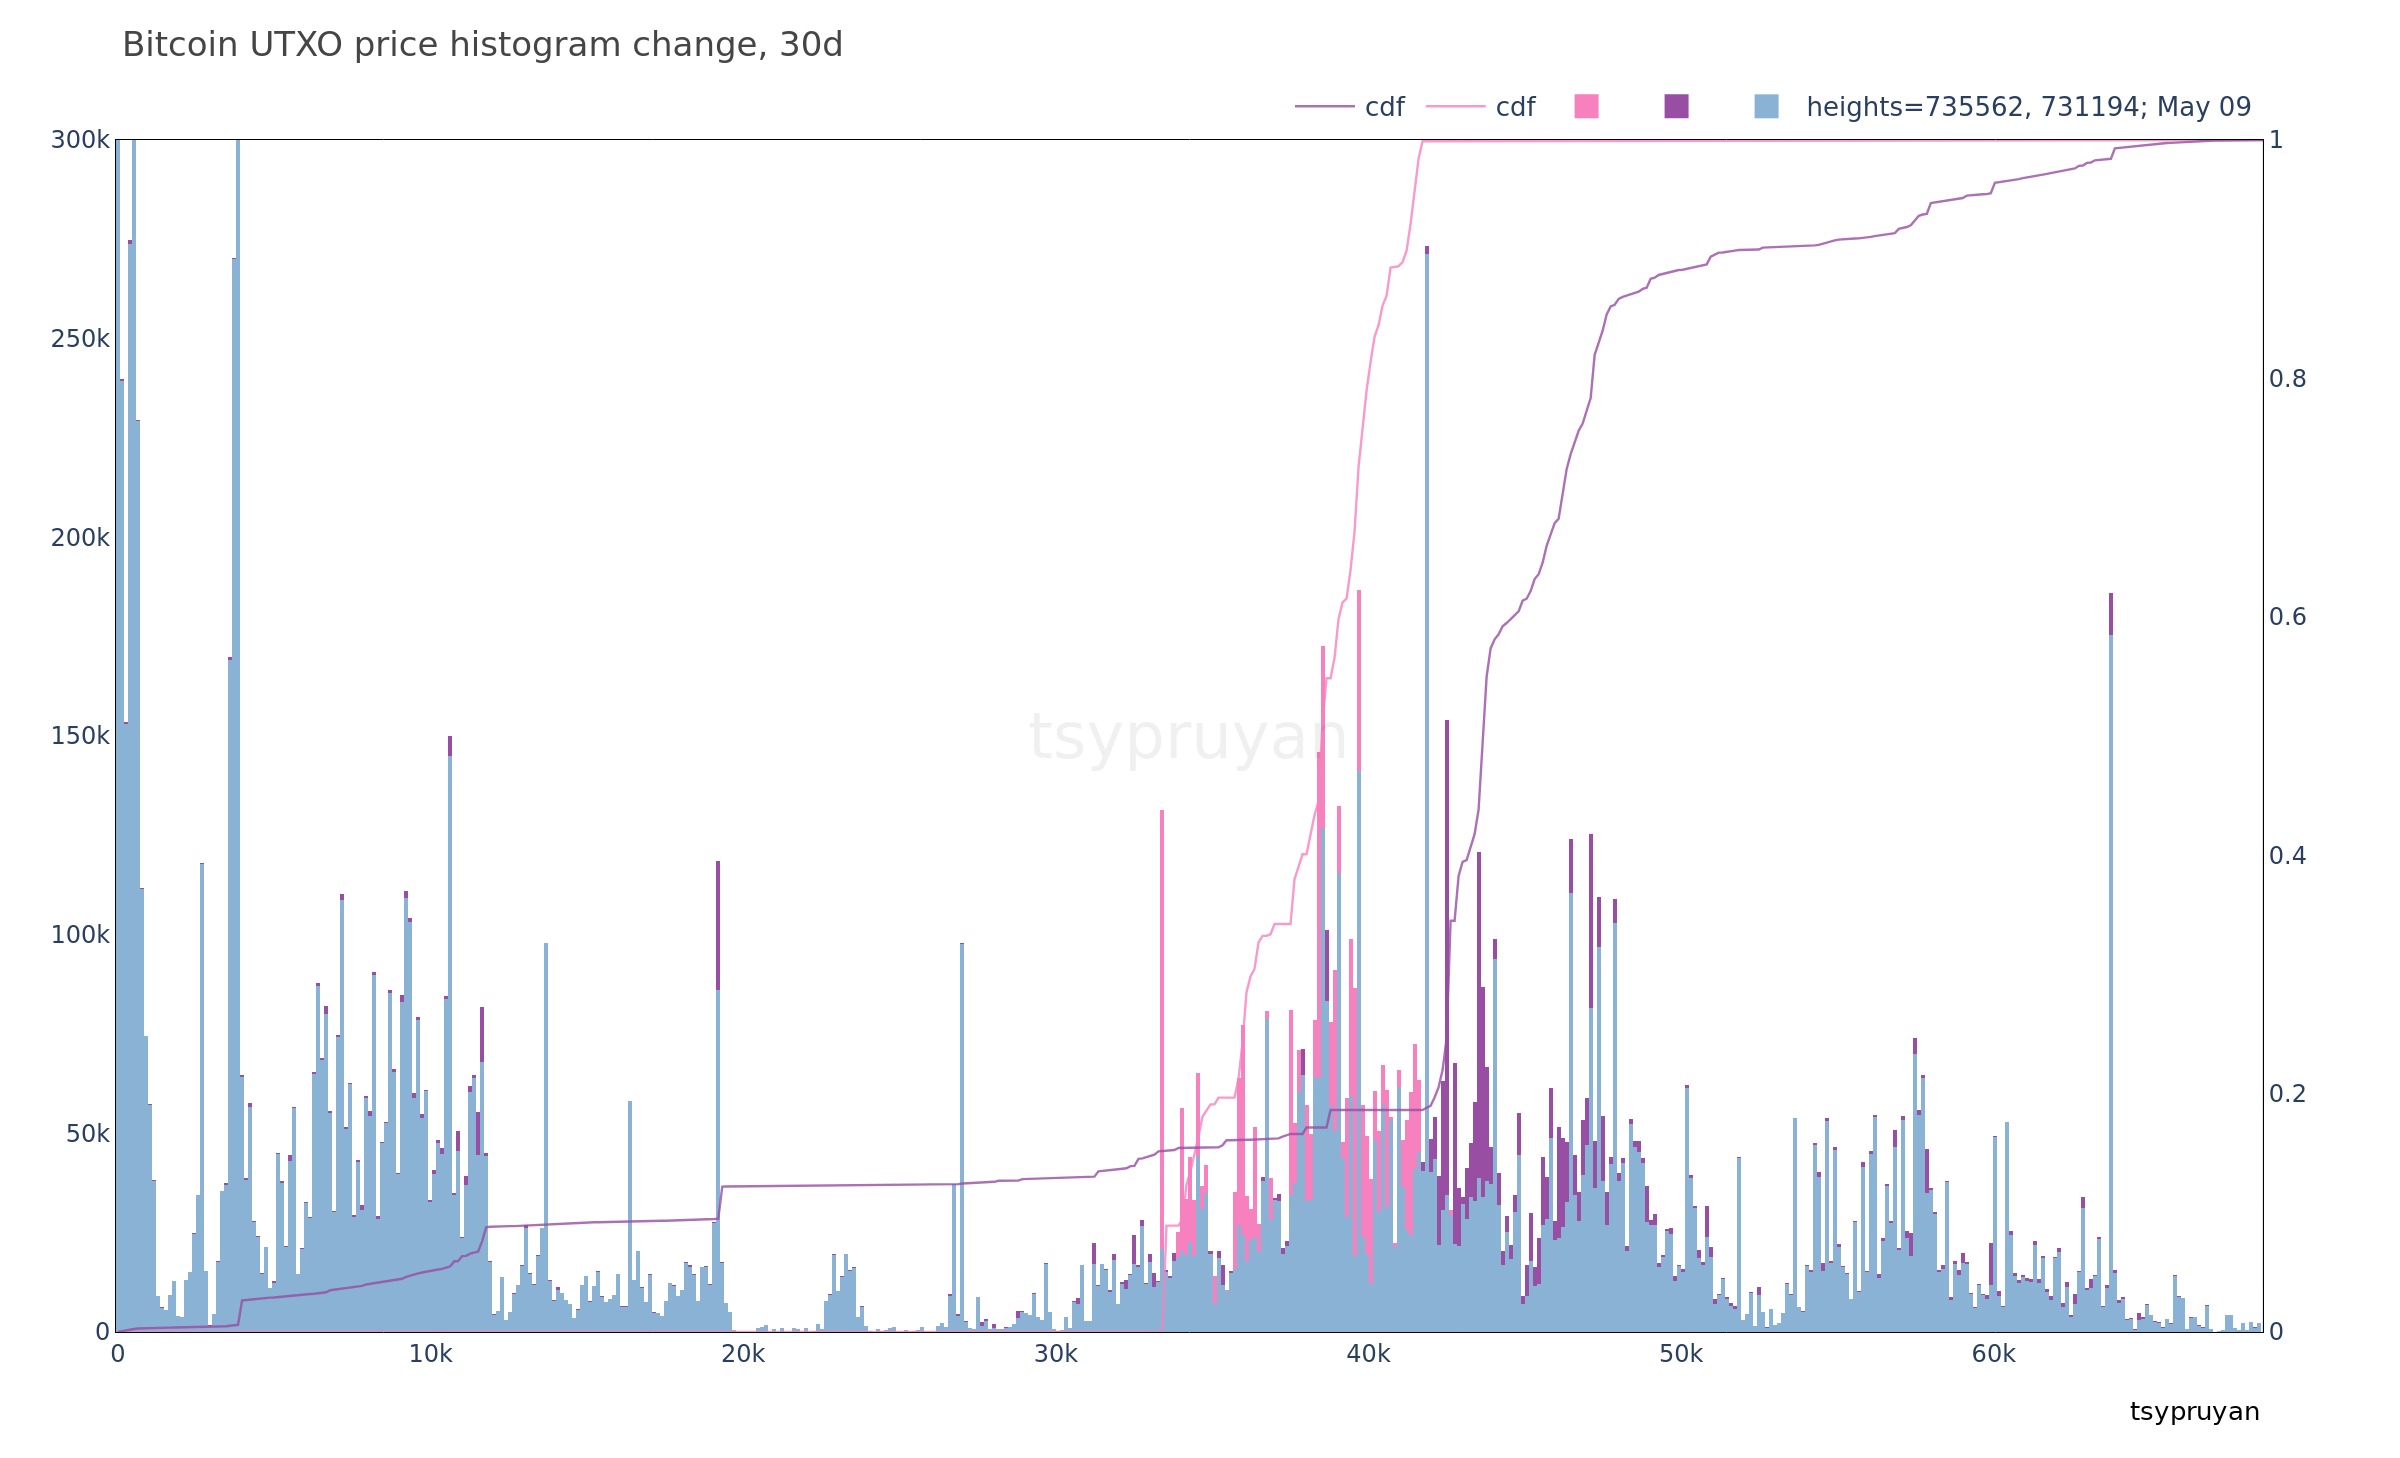 Bitcoin UTXO price histogram change, 30d
cdf cdf heights=735562, 731194; May 09
300k
250k
200k
150k
100k
50k
0
1
0.8
0.6
0.4
0.2
0
tsypruyan
0 10k 20k 30k 40k 50k 60k
tsypruyan